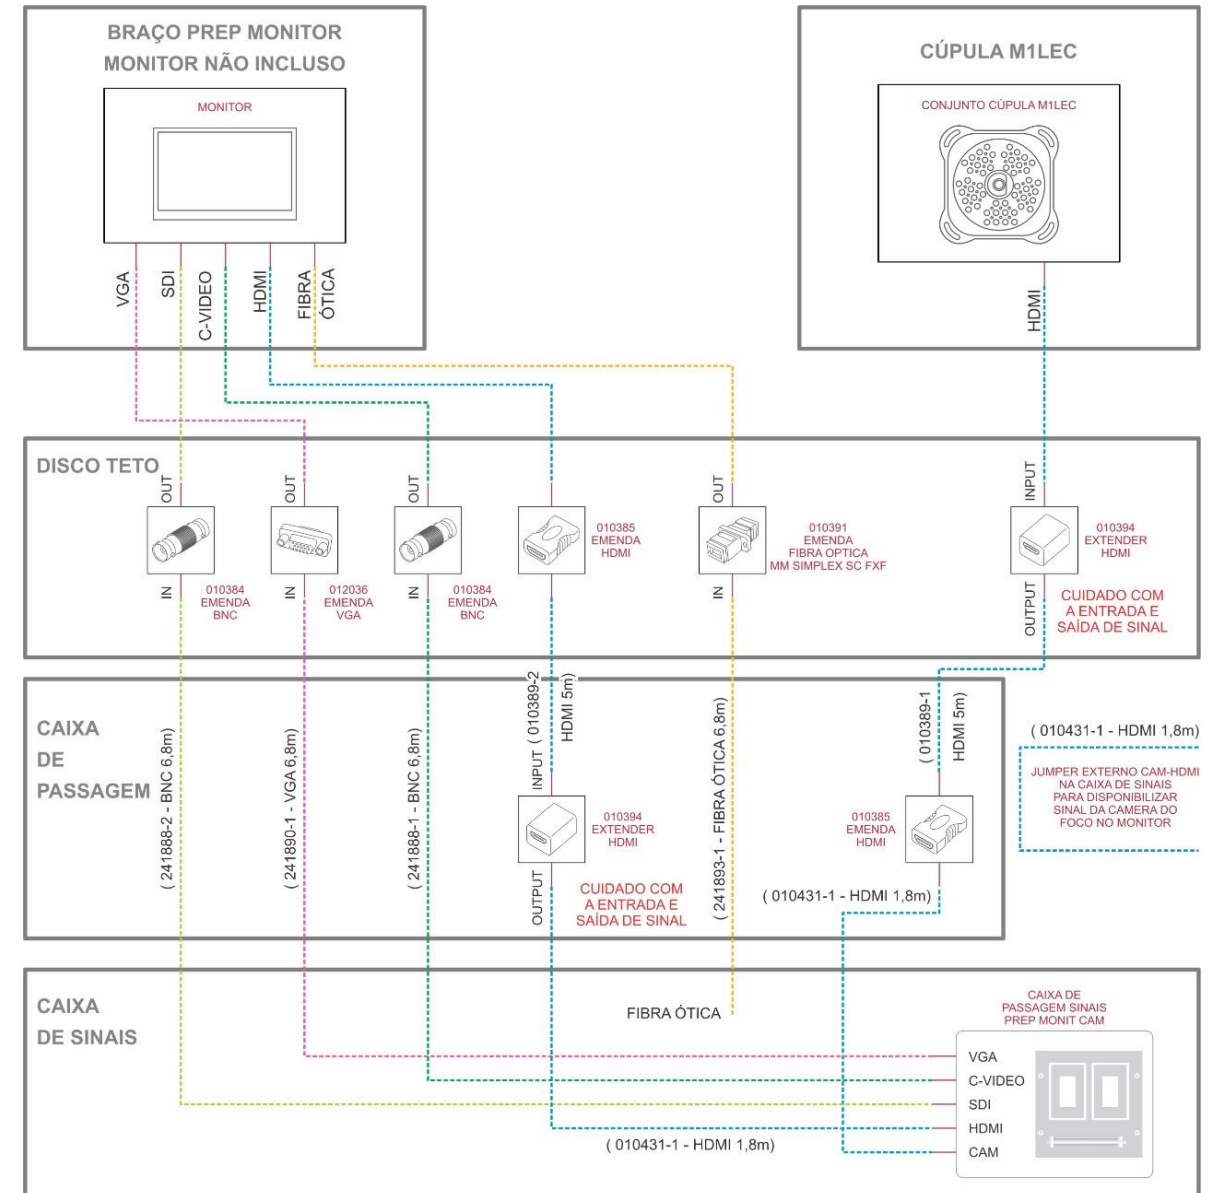 BRAÇO PREP MONITOR
MONITOR NÃO INCLUSO
MONITOR
VGA
SDI
C-VIDEO
HDMI
FIBRA
ÓTICA
CÚPULA M1LEC
CONJUNTO CÚPULA M1LEC
HDMI
DISCO TETO
OUT
IN
010384
EMENDA
BNC
OUT
IN
012036
EMENDA
VGA
OUT
IN
010384
EMENDA
BNC
010385
EMENDA
HDMI
OUT
IN
010391
EMENDA
FIBRA OPTICA
MM SIMPLEX SC FXF
INPUT
OUTPUT
010394
EXTENDER
HDMI
CUIDADO COM
A ENTRADA E
SAÍDA DE SINAL
CAIXA
DE
PASSAGEM
( 241888-2 - BNC 6,8m)
( 241890-1 - VGA 6,8m)
( 241888-1 - BNC 6,8m)
( 010389-2
HDMI 5m)
INPUT
OUTPUT
010394
EXTENDER
HDMI
CUIDADO COM
A ENTRADA E
SAÍDA DE SINAL
( 241893-1 - FIBRA ÓTICA 6,8m)
( 010389-1
HDMI 5m)
010385
EMENDA
HDMI
( 010431-1 - HDMI 1,8m)
( 010431-1 - HDMI 1,8m)
JUMPER EXTERNO CAM-HDMI
NA CAIXA DE SINAIS
PARA DISPONIBILIZAR
SINAL DA CAMERA DO
FOCO NO MONITOR
CAIXA
DE SINAIS
FIBRA ÓTICA
CAIXA DE
PASSAGEM SINAIS
PREP MONIT CAM
VGA
C-VIDEO
SDI
HDMI
CAM
( 010431-1 - HDMI 1,8m)